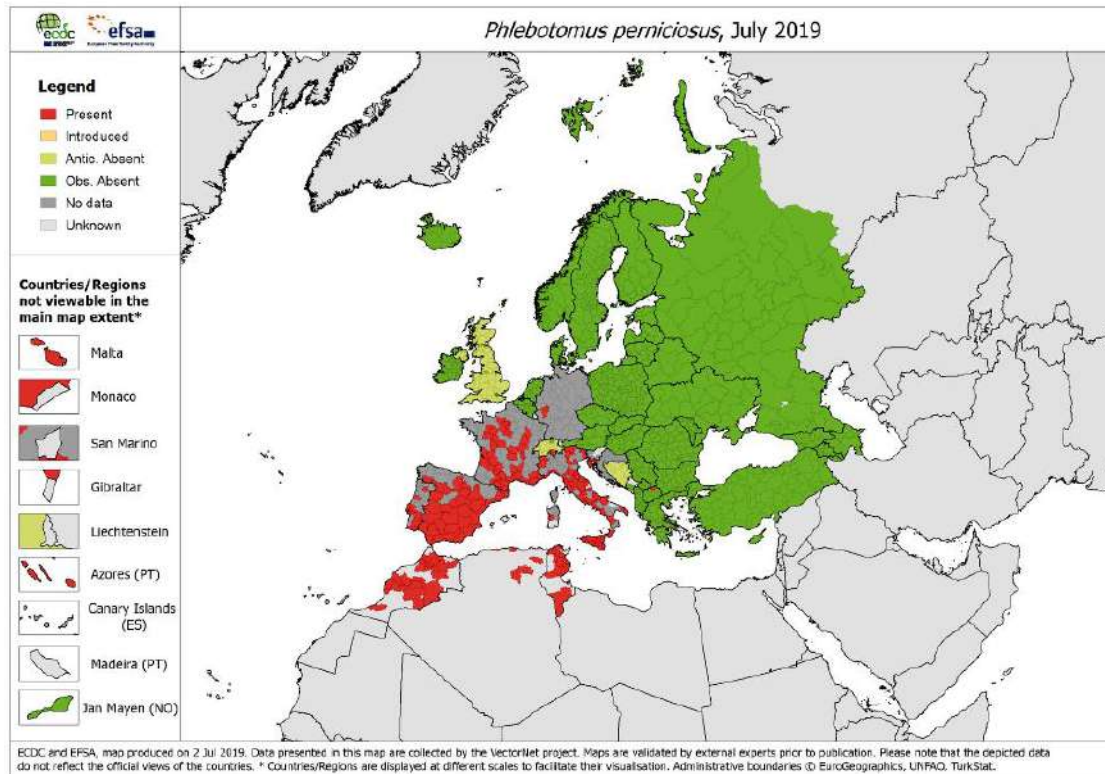 ecdc
efsa
Phlebotomus perniciosus, July 2019
Legend
Present
Introduced
Antic. Absent
Obs. Absent
No data
Unknown
Countries/Regions
not viewable in the
main map extent*
Malta
Monaco
San Marino
Gibraltar
Liechtenstein
Azores (PT)
Canary Islands
(ES)
Madeira (PT)
Jan Mayen (NO)
ECDC and EFSA, map produced on 2 Jul 2019. Data presented in this map are collected by the VectorNet project. Maps are validated by external experts prior to publication. Please note that the depicted data
do not reflect the official views of the countries. * Countries/Regions are displayed at different scales to facilitate their visualisation. Administrative boundaries © EuroGeographics, UNFAO, TurkStat.